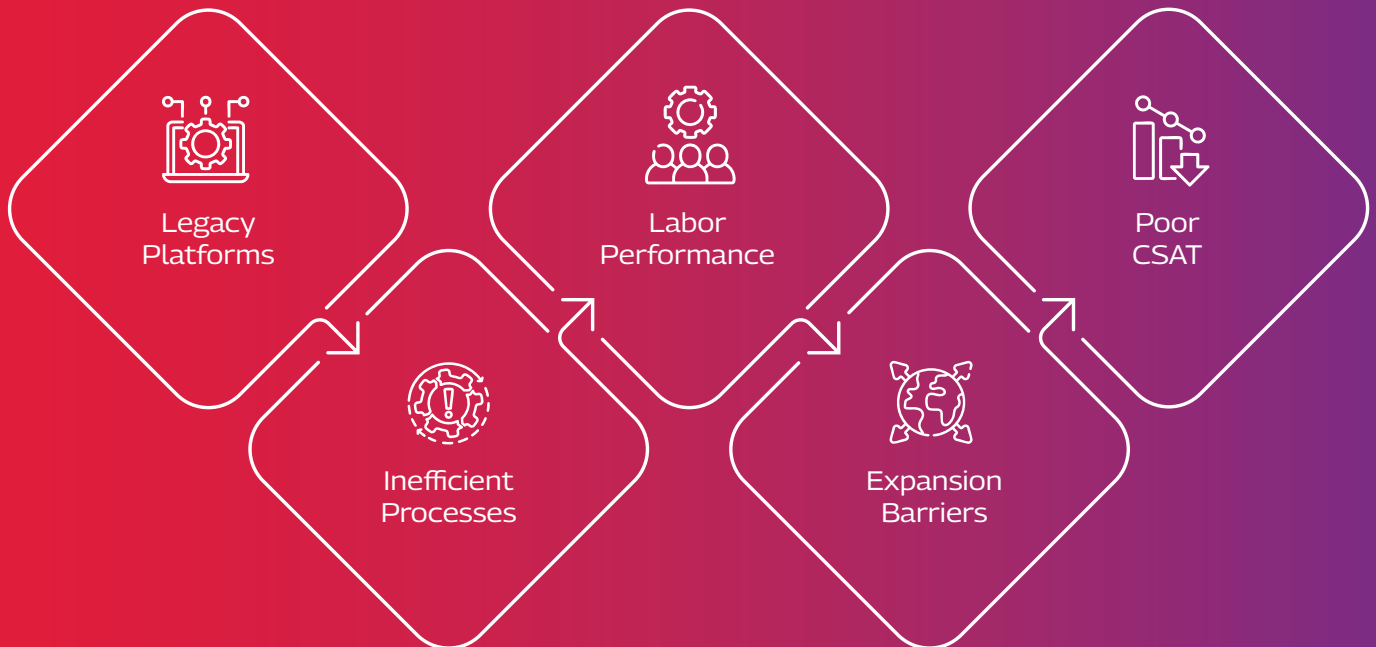 Legacy
Platforms
Inefficient
Processes
Labor
Performance
Expansion
Barriers
Poor
CSAT